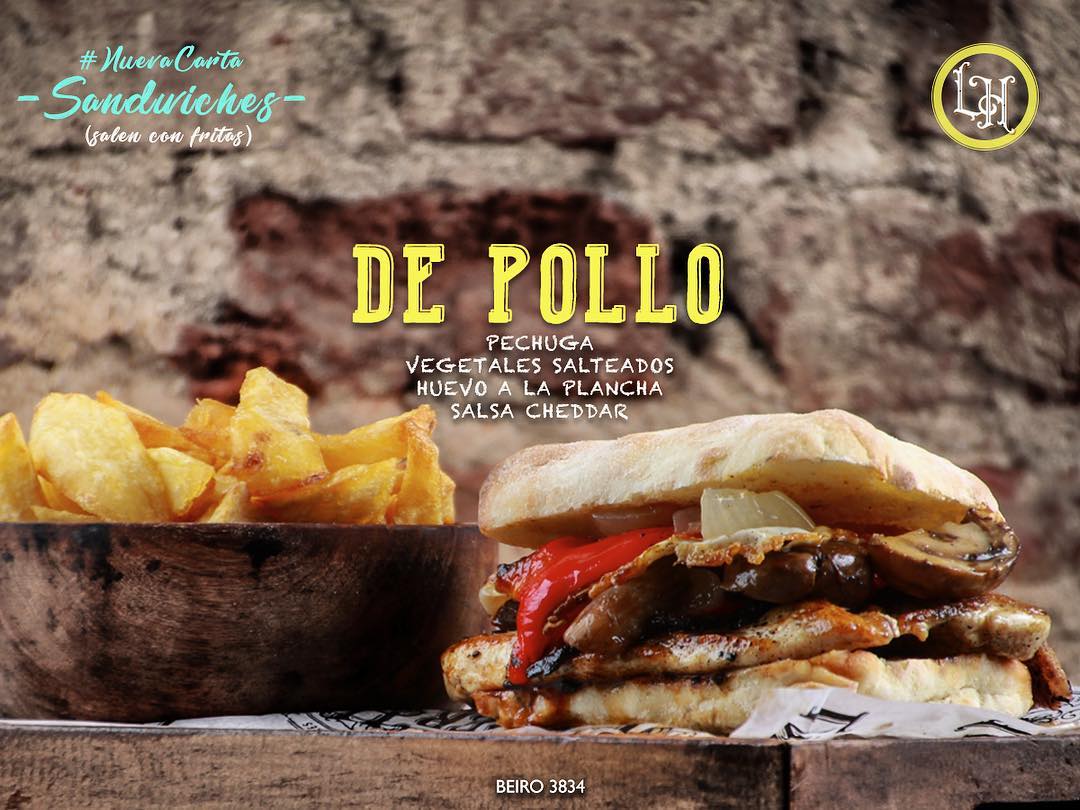 #NuevaCarta
-Sandwiches-
(salen con fritas)
LH
DE POLLO
PECHUGA
VEGETALES SALTEADOS
HUEVO A LA PLANCHA
SALSA CHEDDAR
BEIRO 3834